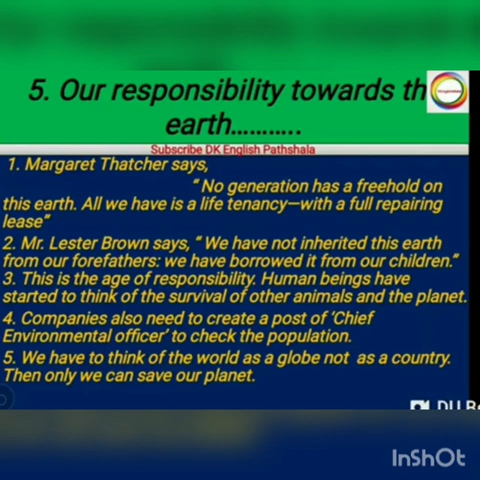 5. Our responsibility towards th
earth...........
Subscribe DK English Pathshala
1. Margaret Thatcher says,
“ No generation has a freehold on
this earth. All we have is a life tenancy—with a full repairing
lease”
2. Mr. Lester Brown says, “ We have not inherited this earth
from our forefathers: we have borrowed it from our children.”
3. This is the age of responsibility. Human beings have
started to think of the survival of other animals and the planet.
4. Companies also need to create a post of ‘Chief
Environmental officer’ to check the population.
5. We have to think of the world as a globe not as a country.
Then only we can save our planet.
InShOt